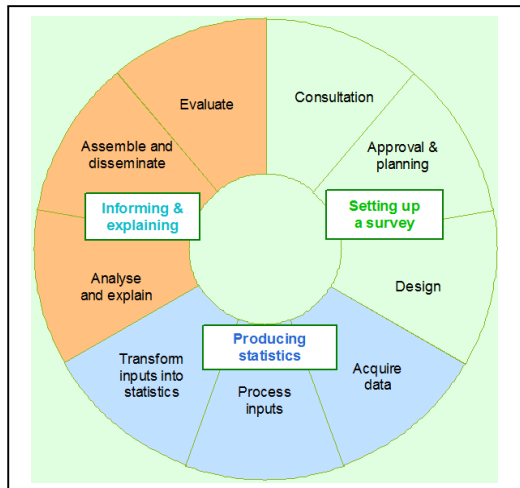 Consultation
Approval &
planning
Setting up
a survey
Design
Acquire
data
Producing
statistics
Process
inputs
Transform
inputs into
statistics
Analyse
and explain
Informing &
explaining
Assemble and
disseminate
Evaluate